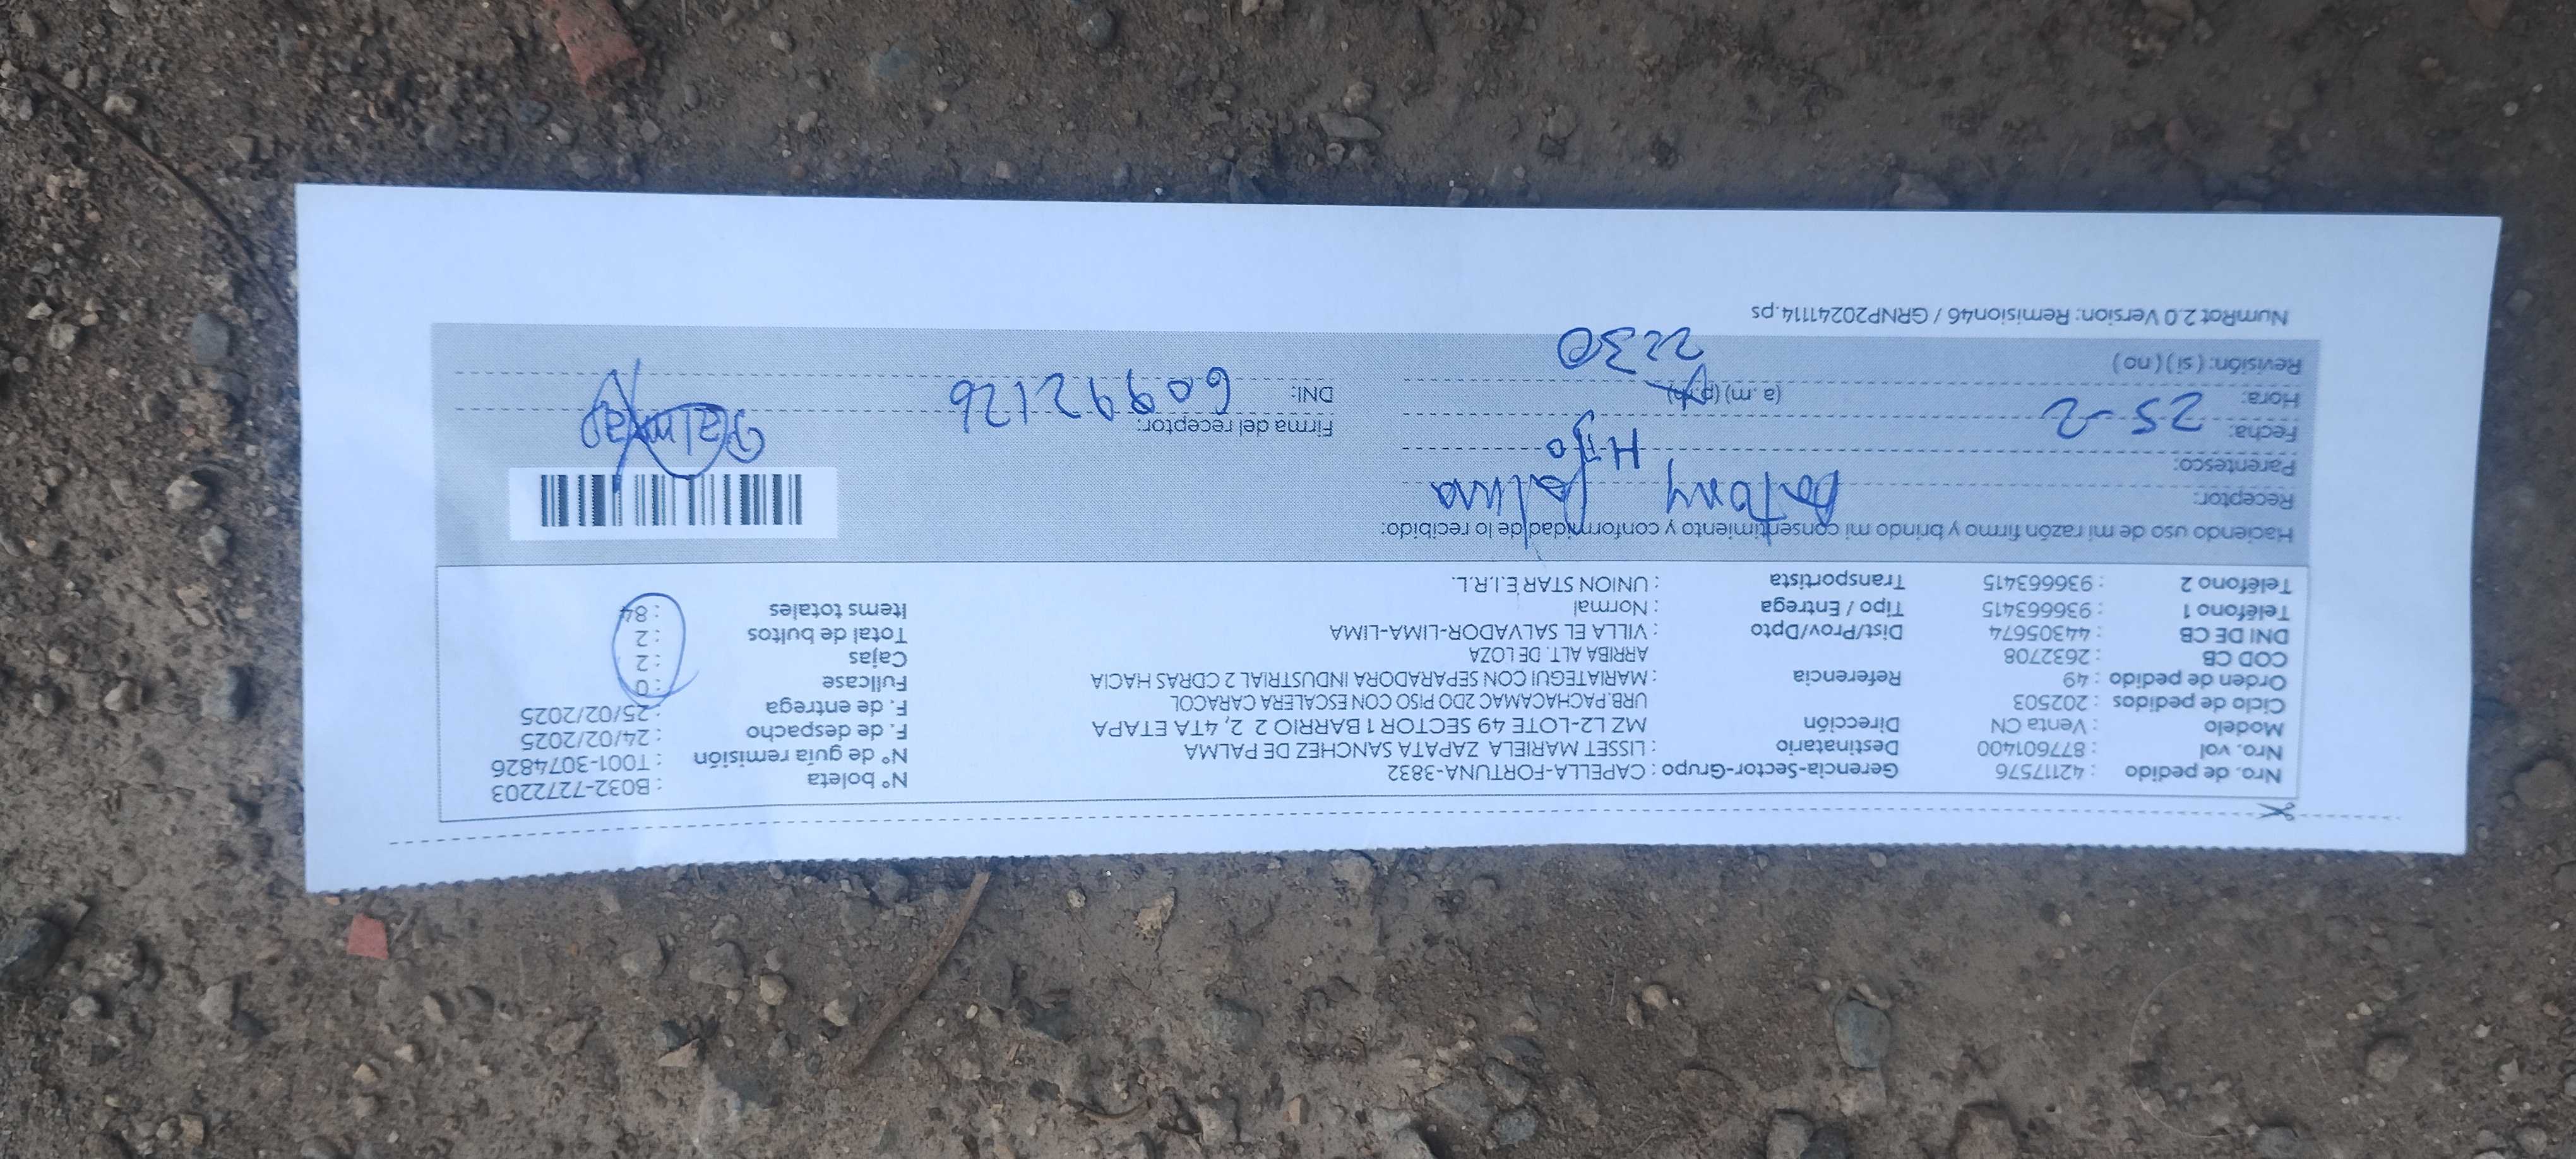 Nro. de pedido : 42117576 Gerencia-Sector-Grupo : CAPELLA-FORTUNA-3832 N° boleta : B032-7272203
Nro. vol : 877601400 Destinatario : LISSET MARIELA ZAPATA SANCHEZ DE PALMA N° de guía remisión : T001-3074826
Modelo : Venta CN Dirección MZ L2-LOTE 49 SECTOR 1 BARRIO 2 2, 4TA ETAPA F. de despacho : 24/02/2025
Ciclo de pedidos : 202503 URB.PACHACAMAC 2DO PISO CON ESCALERA CARACOL F. de entrega : 25/02/2025
Orden de pedido : 49 Referencia : MARIATEGUI CON SEPARADORA INDUSTRIAL 2 CDRAS HACIA Fullcase : 0
COD CB : 2632708 ARRIBA ALT. DE LOZA Cajas : 2
DNI DE CB : 44305674 Dist/Prov/Dpto : VILLA EL SALVADOR-LIMA-LIMA Total de bultos : 2
Teléfono 1 : 936663415 Tipo / Entrega : Normal Items totales : 84
Teléfono 2 : 936663415 Transportista : UNION STAR E.I.R.L.
Haciendo uso de mi razón firmo y brindo mi consentimiento y conformidad de lo recibido:
Receptor: Antony Palma
Parentesco: Hijo
Fecha: 25-2 Firma del receptor: Palma
Hora: (a .m) (p.m) 2230 DNI: 60992126
Revisión: ( si ) ( no )
NumRot 2.0 Version: Remision46 / GRNP20241114.ps